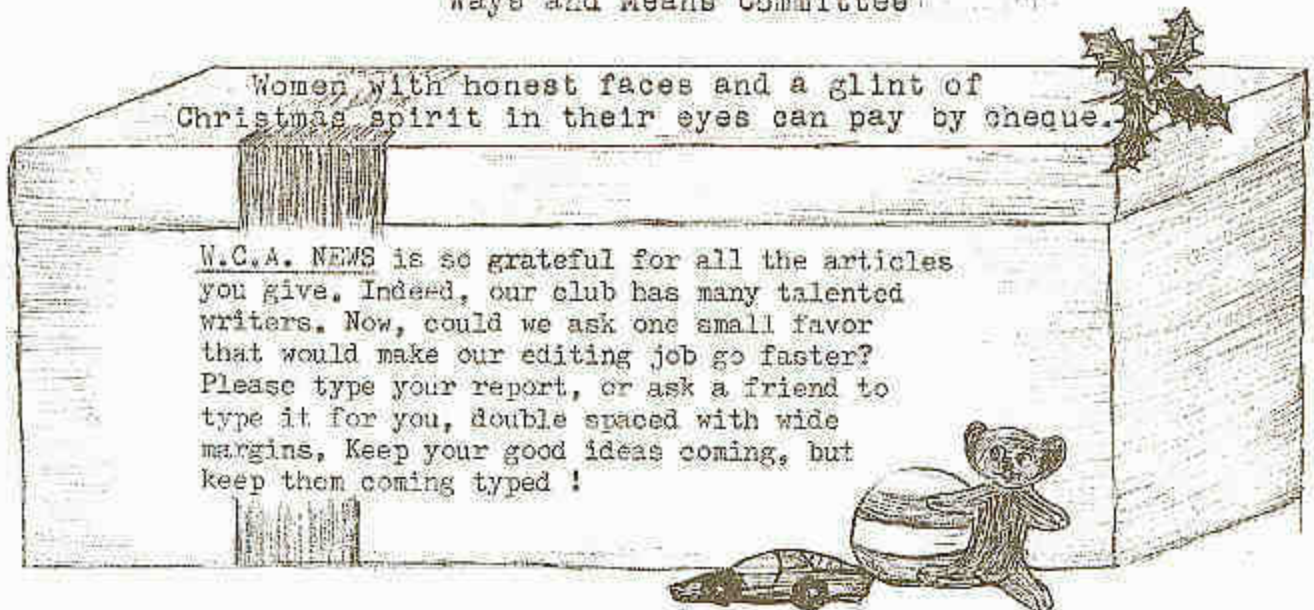 Ways and Means Committee
Women with honest faces and a glint of
Christmas spirit in their eyes can pay by cheque.
W.C.A. NEWS is so grateful for all the articles
you give. Indeed, our club has many talented
writers. Now, could we ask one small favor
that would make our editing job go faster?
Please type your report, or ask a friend to
type it for you, double spaced with wide
margins. Keep your good ideas coming, but
keep them coming typed !